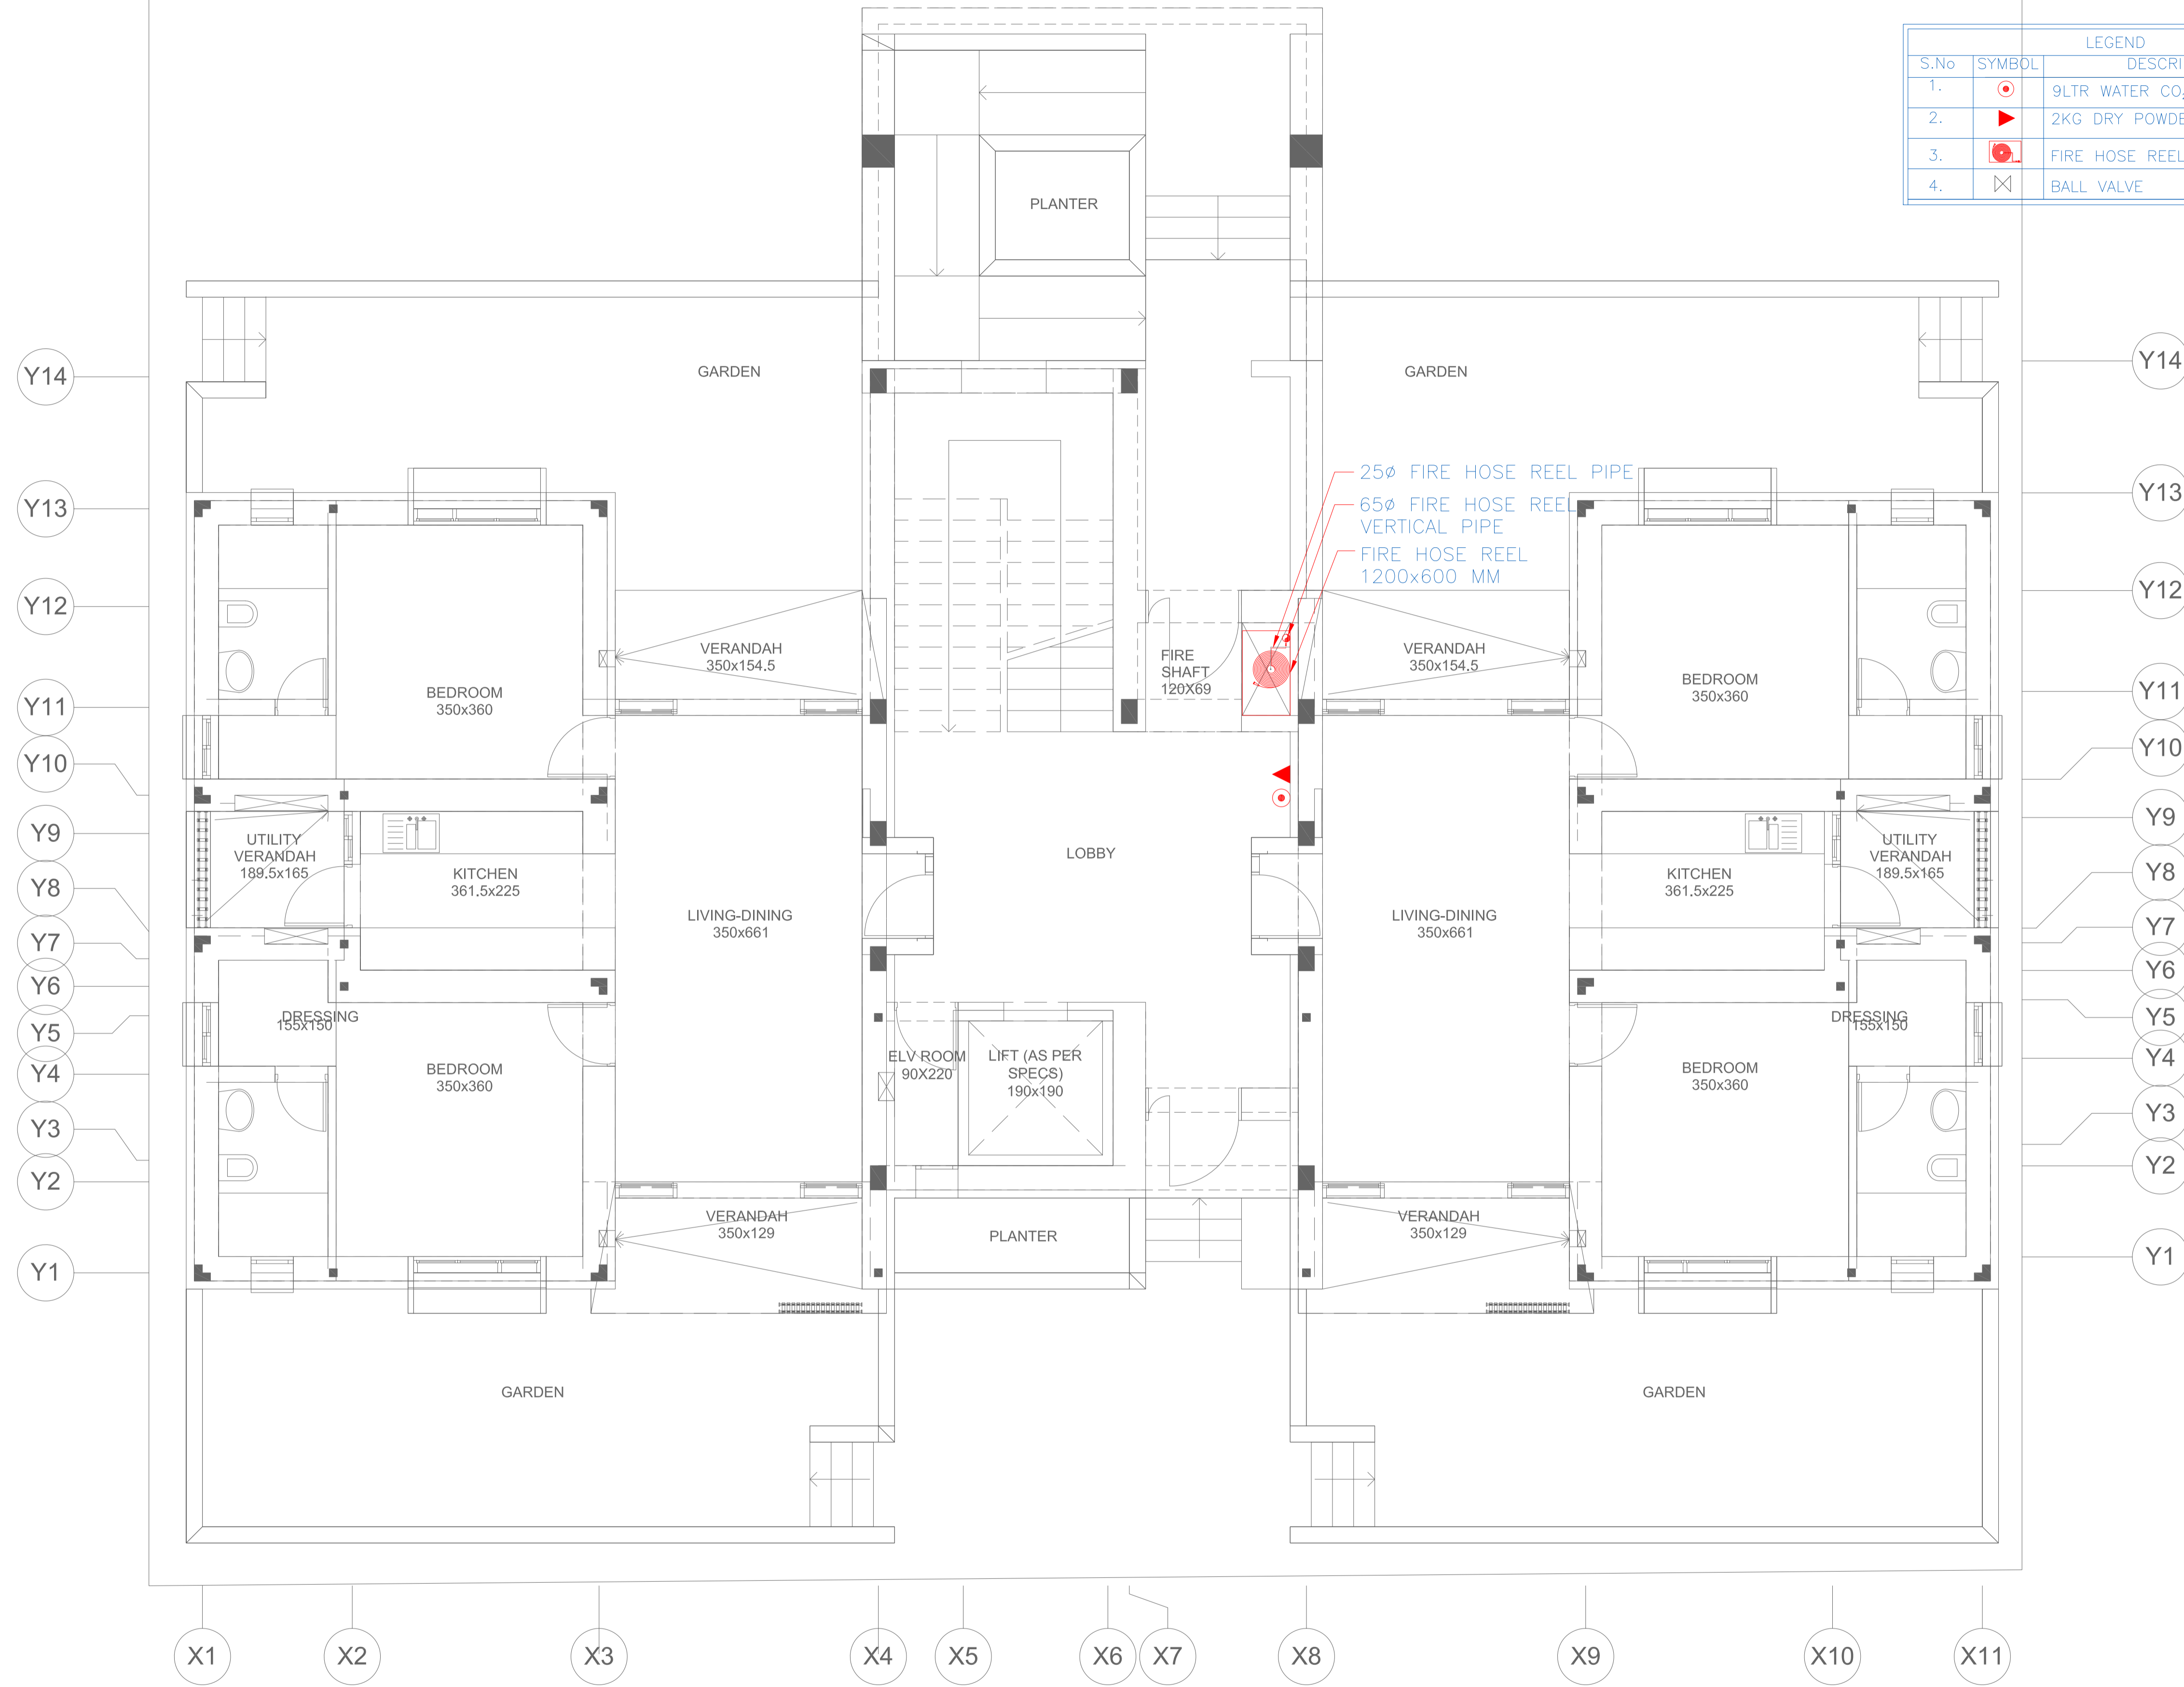 LEGEND
S.No SYMBOL DESCRI
1. 9LTR WATER CO₂
2. 2KG DRY POWDE
3. FIRE HOSE REEL
4. BALL VALVE
PLANTER
GARDEN
GARDEN
25ø FIRE HOSE REEL PIPE
65ø FIRE HOSE REEL
VERTICAL PIPE
FIRE HOSE REEL
1200x600 MM
VERANDAH
350x154.5
FIRE
SHAFT
120X69
VERANDAH
350x154.5
BEDROOM
350x360
BEDROOM
350x360
UTILITY
VERANDAH
189.5x165
KITCHEN
361.5x225
LIVING-DINING
350x661
LOBBY
LIVING-DINING
350x661
KITCHEN
361.5x225
UTILITY
VERANDAH
189.5x165
DRESSING
155x150
BEDROOM
350x360
ELV ROOM
90X220
LIFT (AS PER
SPECS)
190x190
BEDROOM
350x360
DRESSING
155x150
VERANDAH
350x129
PLANTER
VERANDAH
350x129
GARDEN
GARDEN
Y14
Y13
Y12
Y11
Y10
Y9
Y8
Y7
Y6
Y5
Y4
Y3
Y2
Y1
Y14
Y13
Y12
Y11
Y10
Y9
Y8
Y7
Y6
Y5
Y4
Y3
Y2
Y1
X1 X2 X3 X4 X5 X6 X7 X8 X9 X10 X11